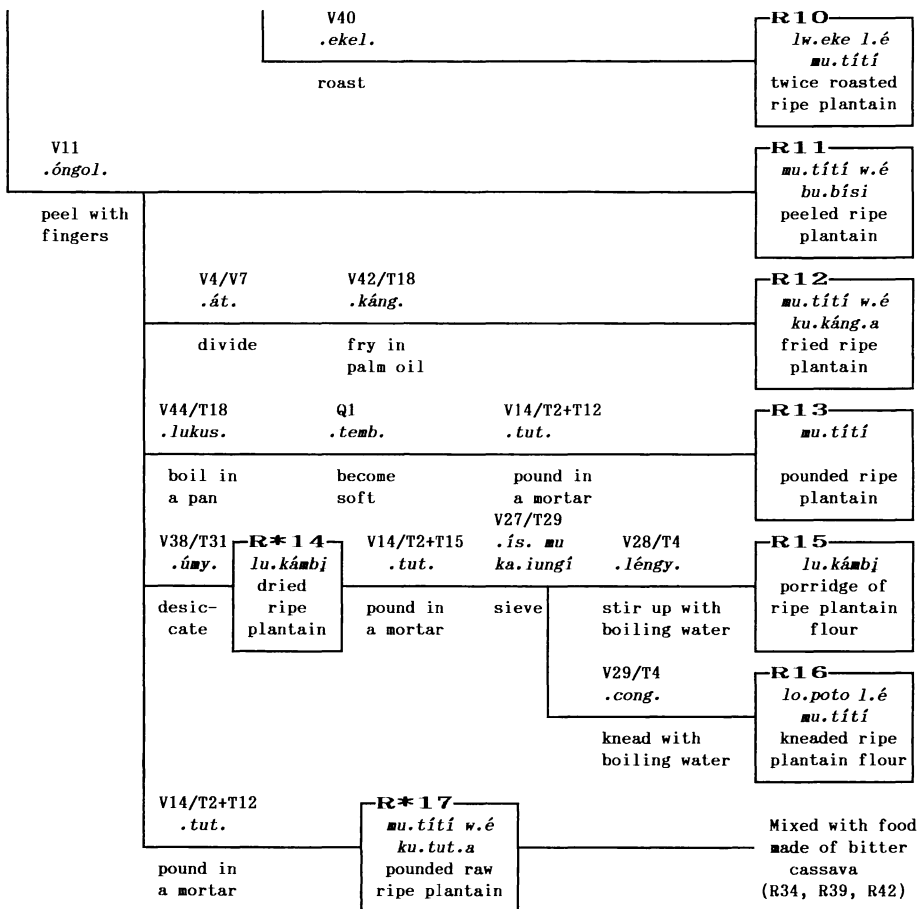 V40
.ekel.
roast
R10
lw.eke l.é
mu.títí
twice roasted
ripe plantain
V11
.óngol.
peel with
fingers
R11
mu.títí w.é
bu.bísi
peeled ripe
plantain
V4/V7
.át.
divide
V42/T18
.káng.
fry in
palm oil
R12
mu.títí w.é
ku.káng.a
fried ripe
plantain
V44/T18
.lukus.
boil in
a pan
Q1
.temb.
become
soft
V14/T2+T12
.tut.
pound in
a mortar
R13
mu.títí
pounded ripe
plantain
V38/T31
.úmy.
desic-
cate
R*14
lu.kámbị
dried
ripe
plantain
V14/T2+T15
.tut.
pound in
a mortar
V27/T29
.ís. mu
ka.iungí
sieve
V28/T4
.léngy.
stir up with
boiling water
R15
lu.kámbị
porridge of
ripe plantain
flour
V29/T4
.cong.
knead with
boiling water
R16
lo.poto l.é
mu.títí
kneaded ripe
plantain flour
V14/T2+T12
.tut.
pound in
a mortar
R*17
mu.títí w.é
ku.tut.a
pounded raw
ripe plantain
Mixed with food
made of bitter
cassava
(R34, R39, R42)